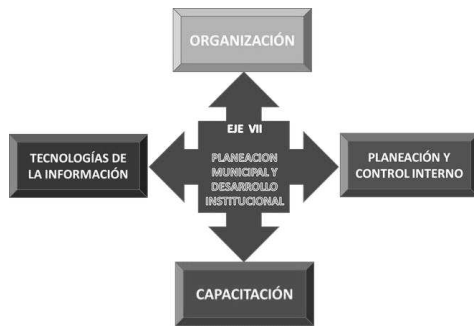 ORGANIZACIÓN
EJE VII
PLANEACION
MUNICIPAL Y
DESARROLLO
INSTITUCIONAL
TECNOLOGÍAS DE
LA INFORMACIÓN
PLANEACIÓN Y
CONTROL INTERNO
CAPACITACIÓN